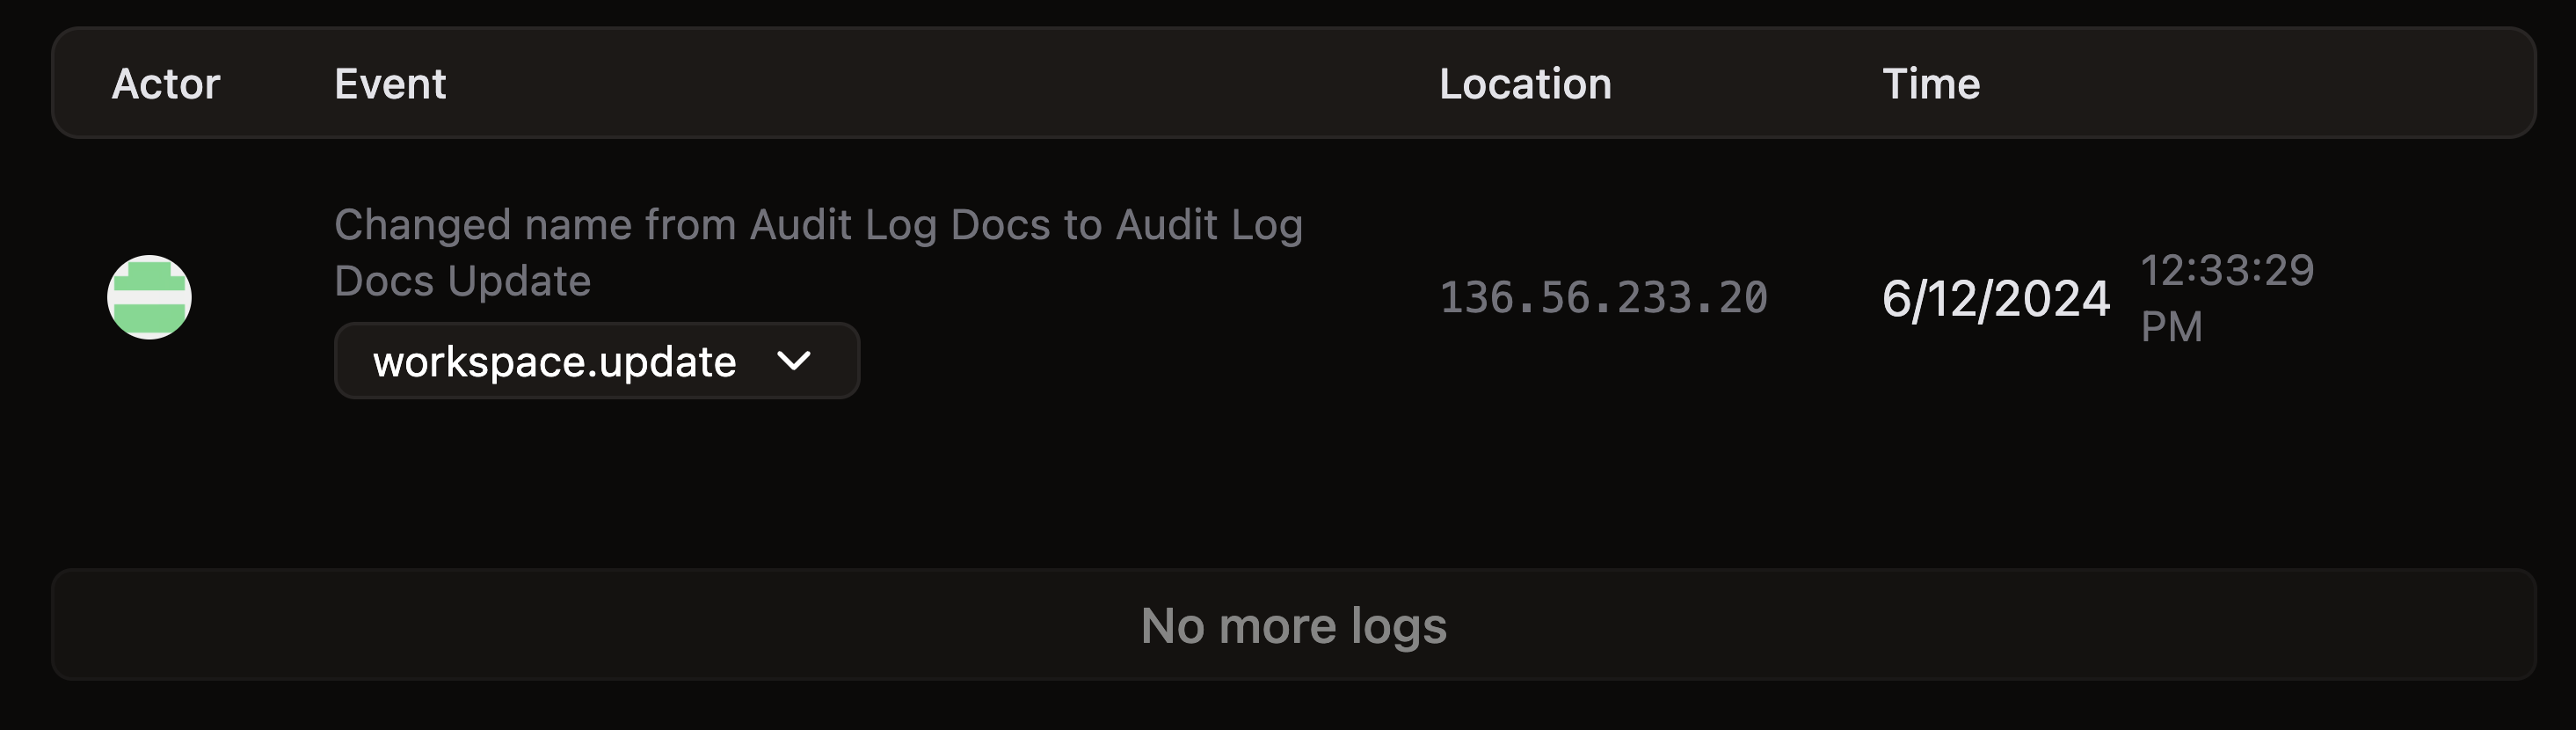 Actor Event Location Time
Changed name from Audit Log Docs to Audit Log
Docs Update
workspace.update
136.56.233.20
6/12/2024
12:33:29
PM
No more logs